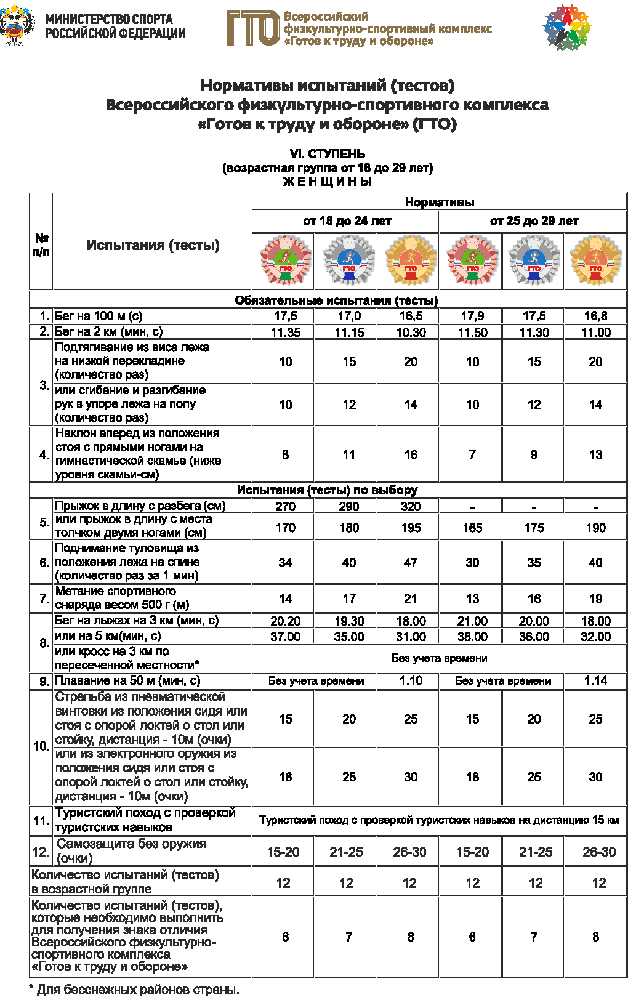 МИНИСТЕРСТВО СПОРТА
РОССИЙСКОЙ ФЕДЕРАЦИИ
ГТО
Всероссийский
физкультурно-спортивный комплекс
«Готов к труду и обороне»
Нормативы испытаний (тестов)
Всероссийского физкультурно-спортивного комплекса
«Готов к труду и обороне» (ГТО)
VI. СТУПЕНЬ
(возрастная группа от 18 до 29 лет)
Ж Е Н Щ И Н Ы
№ п/п
Испытания (тесты)
Нормативы
от 18 до 24 лет от 25 до 29 лет
ГТО ГТО ГТО ГТО ГТО ГТО
Обязательные испытания (тесты)
1. Бег на 100 м (с) 17,5 17,0 16,5 17,9 17,5 16,8
2. Бег на 2 км (мин, с) 11.35 11.15 10.30 11.50 11.30 11.00
3.
Подтягивание из виса лежа
на низкой перекладине
(количество раз)
10 15 20 10 15 20
или сгибание и разгибание
рук в упоре лежа на полу
(количество раз)
10 12 14 10 12 14
4.
Наклон вперед из положения
стоя с прямыми ногами на
гимнастической скамье (ниже
уровня скамьи-см)
8 11 16 7 9 13
Испытания (тесты) по выбору
5.
Прыжок в длину с разбега (см) 270 290 320 - - -
или прыжок в длину с места
толчком двумя ногами (см)
170 180 195 165 175 190
6.
Поднимание туловища из
положения лежа на спине
(количество раз за 1 мин)
34 40 47 30 35 40
7.
Метание спортивного
снаряда весом 500 г (м)
14 17 21 13 16 19
8.
Бег на лыжах на 3 км (мин, с) 20.20 19.30 18.00 21.00 20.00 18.00
или на 5 км(мин, с) 37.00 35.00 31.00 38.00 36.00 32.00
или кросс на 3 км по
пересеченной местности*
Без учета времени
9. Плавание на 50 м (мин, с) Без учета времени 1.10 Без учета времени 1.14
10.
Стрельба из пневматической
винтовки из положения сидя или
стоя с опорой локтей о стол или
стойку, дистанция - 10м (очки)
15 20 25 15 20 25
или из электронного оружия из
положения сидя или стоя с
опорой локтей о стол или стойку,
дистанция - 10м (очки)
18 25 30 18 25 30
11.
Туристский поход с проверкой
туристских навыков
Туристский поход с проверкой туристских навыков на дистанцию 15 км
12.
Самозащита без оружия
(очки)
15-20 21-25 26-30 15-20 21-25 26-30
Количество испытаний (тестов)
в возрастной группе
12 12 12 12 12 12
Количество испытаний (тестов),
которые необходимо выполнить
для получения знака отличия
Всероссийского физкультурно-
спортивного комплекса
«Готов к труду и обороне»
6 7 8 6 7 8
* Для бесснежных районов страны.